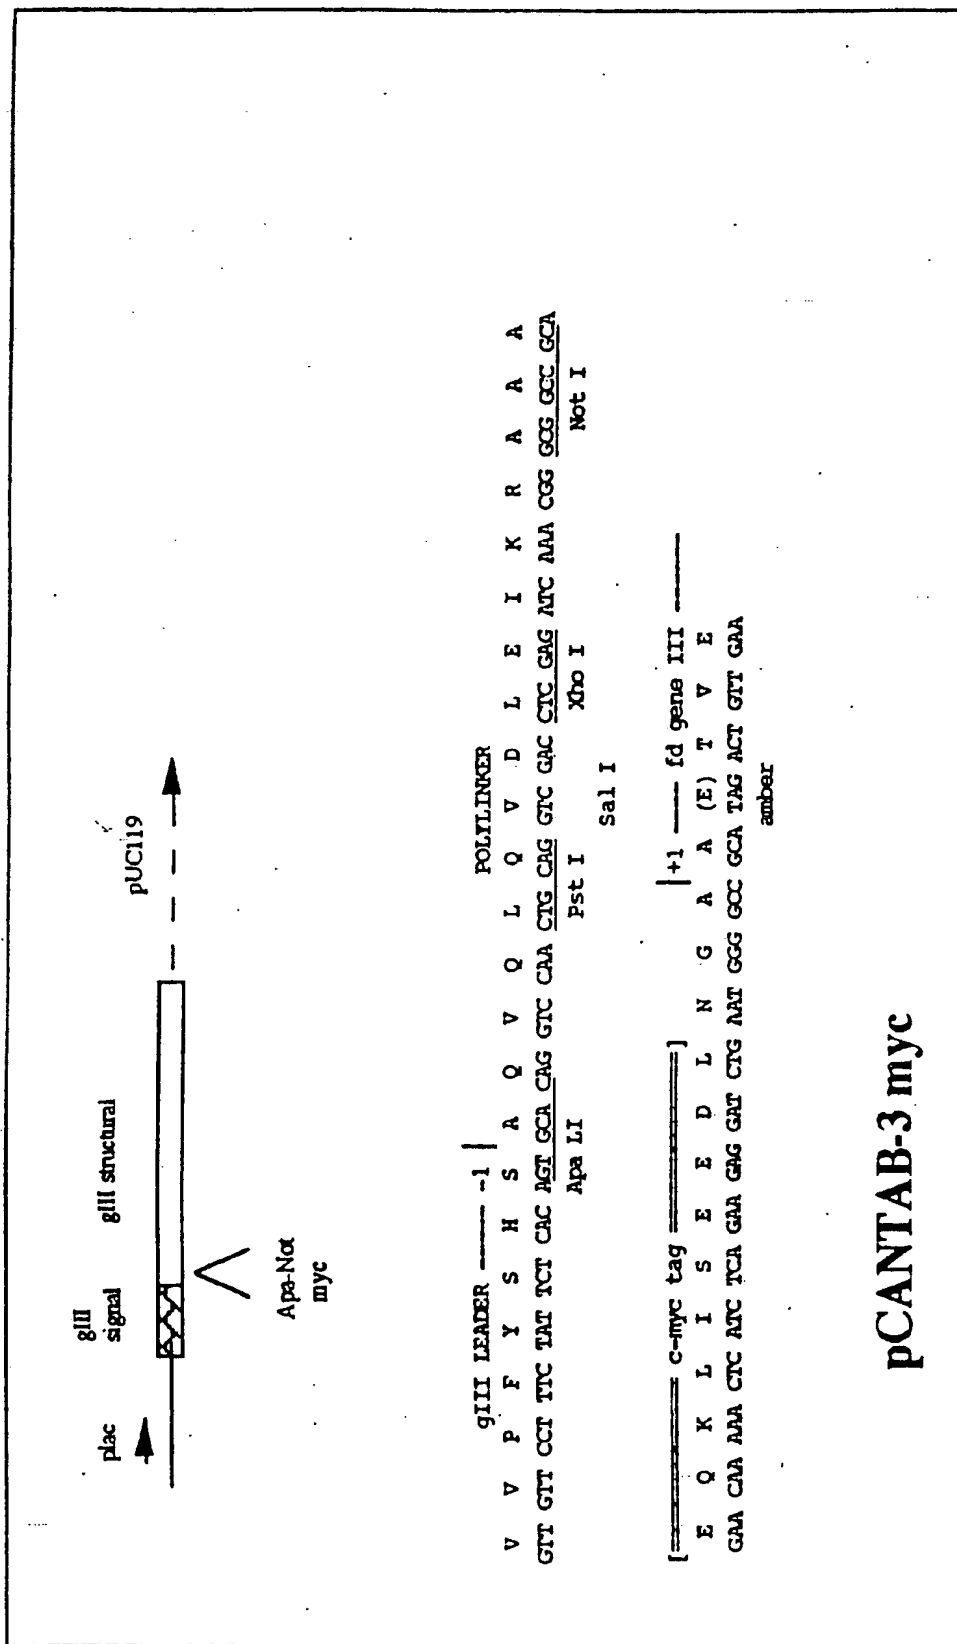 plac
gIII
signal
gIII structural
pUC119
Apa-Not
myc
gIII LEADER ----- -1 |
POLYLINKER
V V P F Y S H S A Q V Q L Q V D L E I K R A A A
GTT GTT CCT TTC TAT TCT CAC AGT GCA CAG GTC CAA CTG CAG GTC GAC CTC GAG ATC AAA CGG GCG GCC GCA
Apa LI Pst I Xho I Not I
Sal I
[===== c-myc tag ======] |+1 ---- fd gene III -----
E Q K L I S E E D L N G A A (E) T V E
GAA CAA AAA CTC ATC TCA GAA GAG GAT CTG AAT GGG GCC GCA TAG ACT GTT GAA
amber
pCANTAB-3 myc